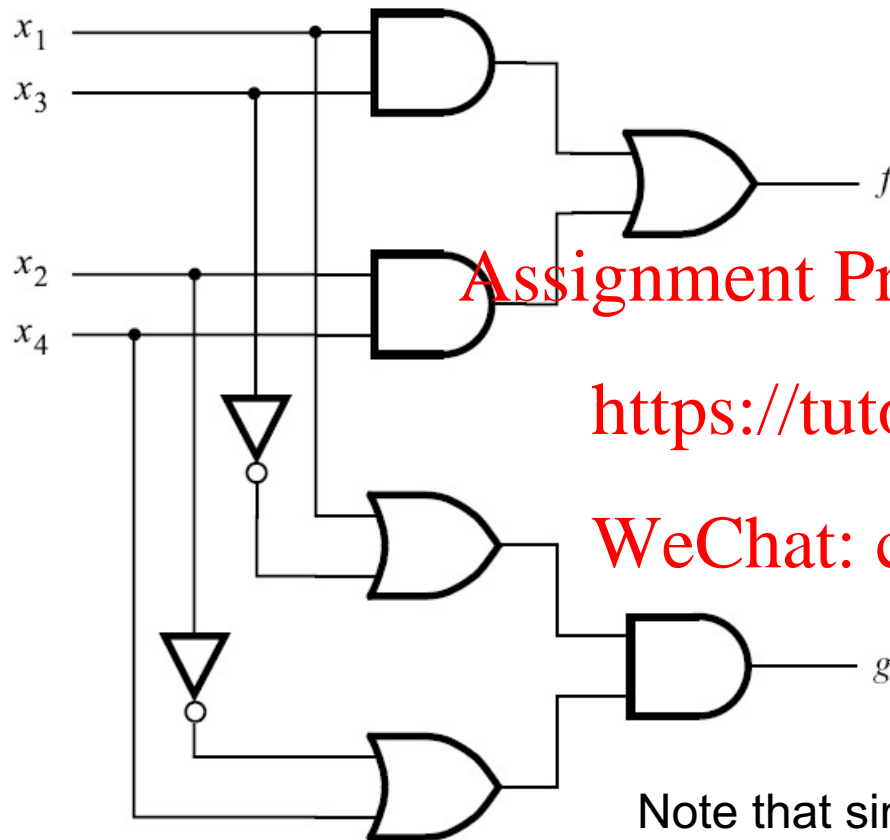 x1
x3
f
x2
Assignment Pr
x4
https://tuto
WeChat: c
g
Note that sin